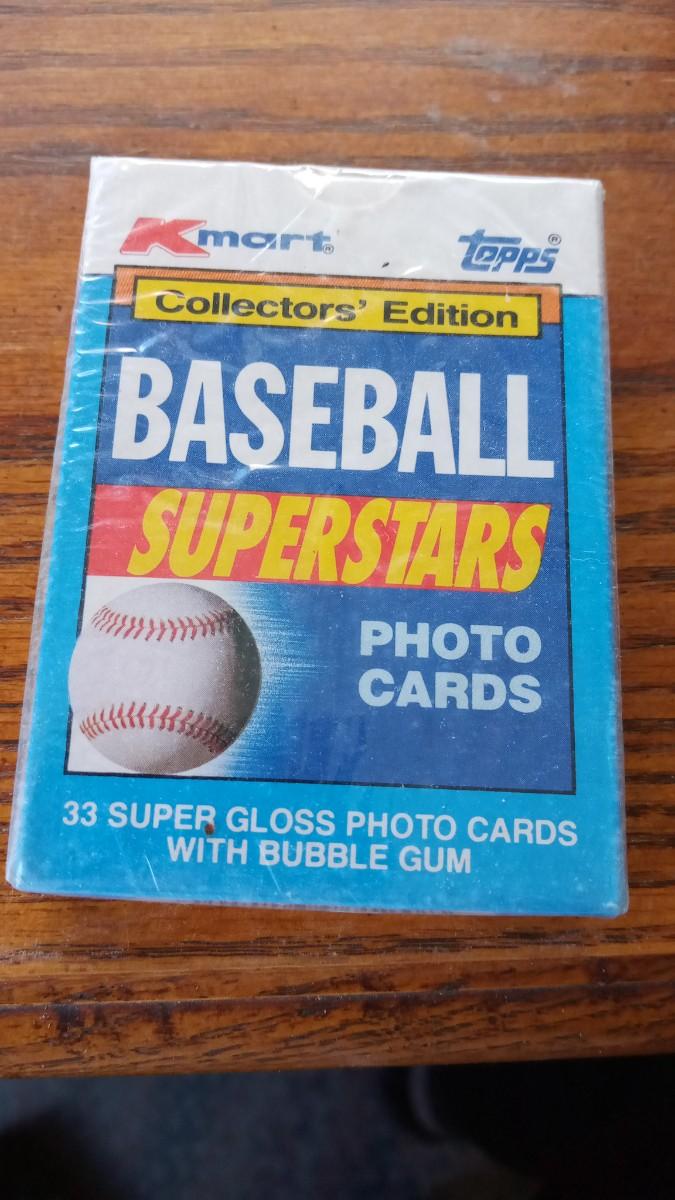 Kmart®
topps®
Collectors' Edition
BASEBALL
SUPERSTARS
PHOTO
CARDS
33 SUPER GLOSS PHOTO CARDS
WITH BUBBLE GUM